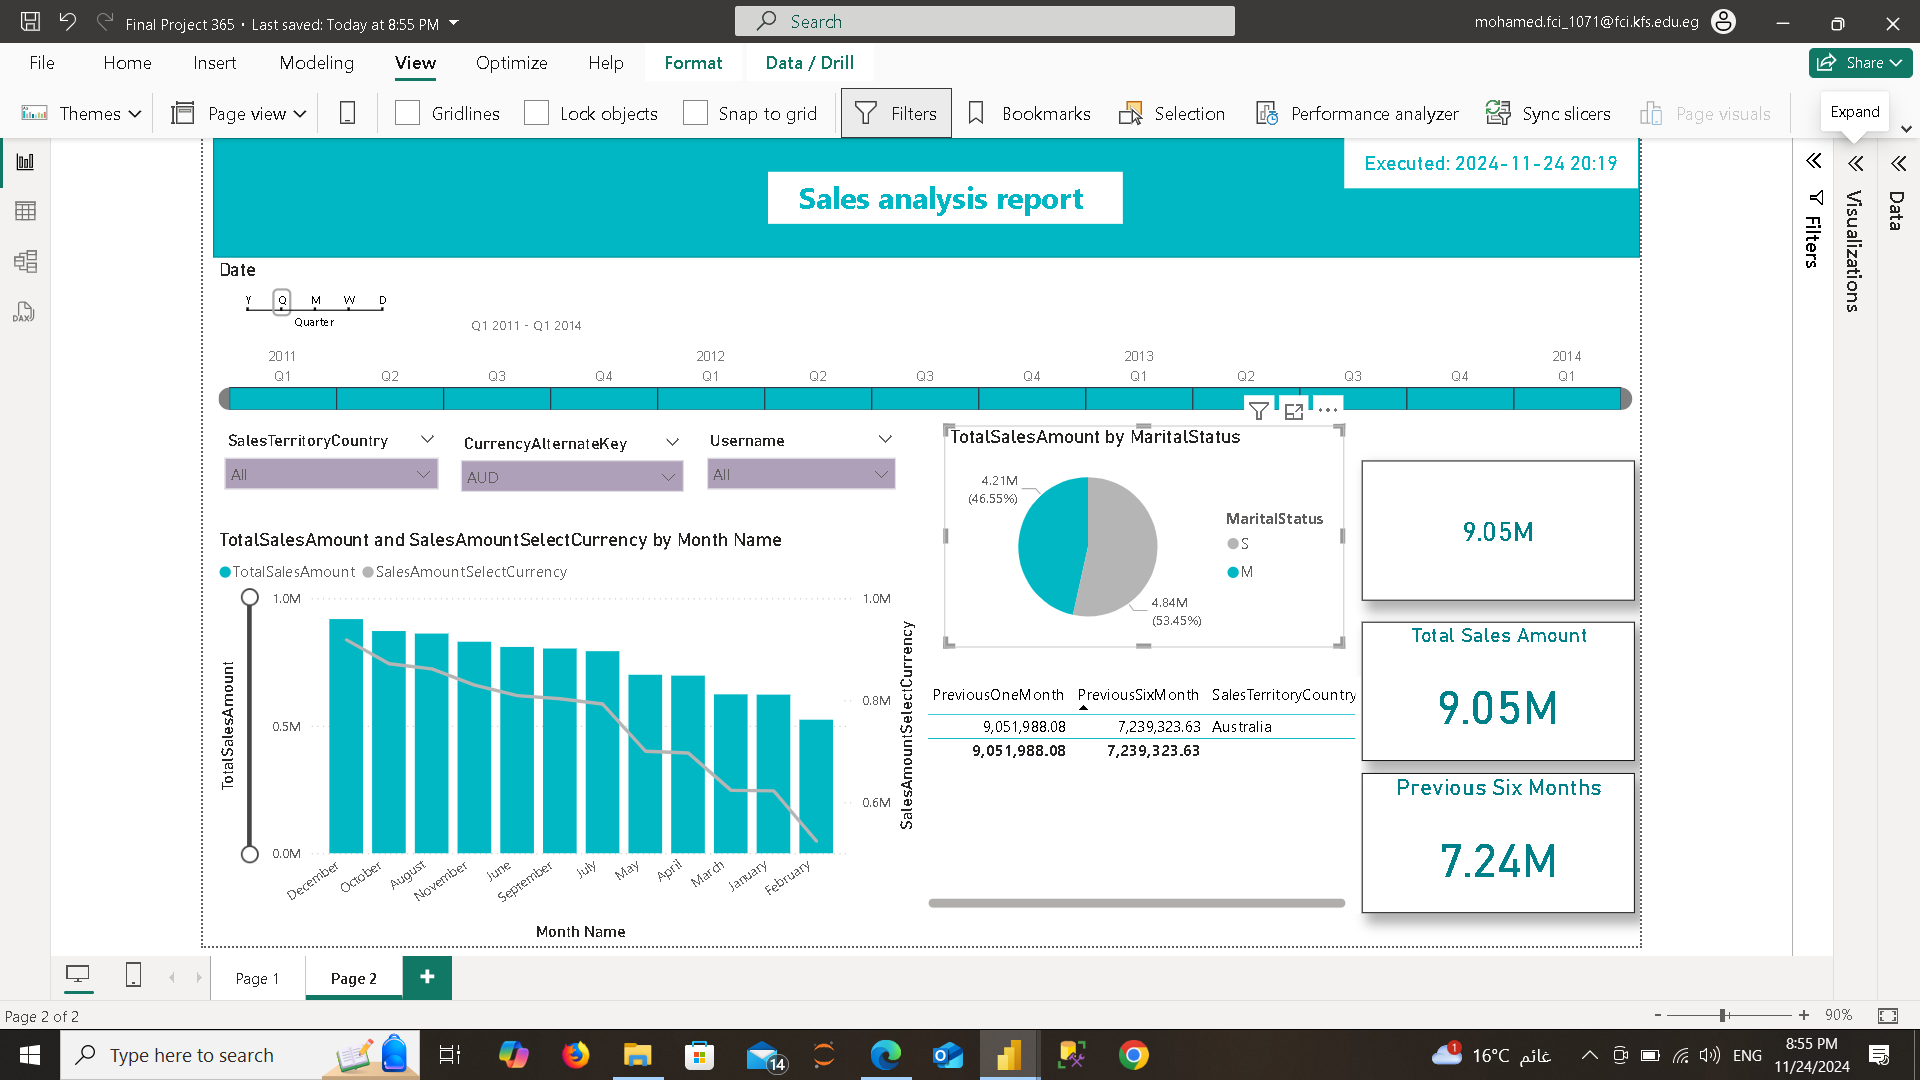 Final Project 365 • Last saved: Today at 8:55 PM
Search
mohamed.fci_1071@fci.kfs.edu.eg
File
Home
Insert
Modeling
View
Optimize
Help
Format
Data / Drill
Share
Themes
Page view
Gridlines
Lock objects
Snap to grid
Filters
Bookmarks
Selection
Performance analyzer
Sync slicers
Page visuals
Expand
DAX
Sales analysis report
Executed: 2024-11-24 20:19
Filters
Visualizations
Data
Date
Y Q M W D
Quarter
Q1 2011 - Q1 2014
2011 2012 2013 2014
Q1 Q2 Q3 Q4 Q1 Q2 Q3 Q4 Q1 Q2 Q3 Q4 Q1
SalesTerritoryCountry
All
CurrencyAlternateKey
AUD
Username
All
TotalSalesAmount and SalesAmountSelectCurrency by Month Name
TotalSalesAmount SalesAmountSelectCurrency
1.0M
0.5M
0.0M
TotalSalesAmount
1.0M
0.8M
0.6M
SalesAmountSelectCurrency
December
October
August
November
June
September
July
May
April
March
January
February
Month Name
TotalSalesAmount by MaritalStatus
4.21M
(46.55%)
4.84M
(53.45%)
MaritalStatus
S
M
PreviousOneMonth PreviousSixMonth SalesTerritoryCountry
9,051,988.08 7,239,323.63 Australia
9,051,988.08 7,239,323.63
9.05M
Total Sales Amount
9.05M
Previous Six Months
7.24M
Page 1
Page 2
+
Page 2 of 2
- + 90%
Type here to search
14
1
16°C غائم
ENG
8:55 PM
11/24/2024